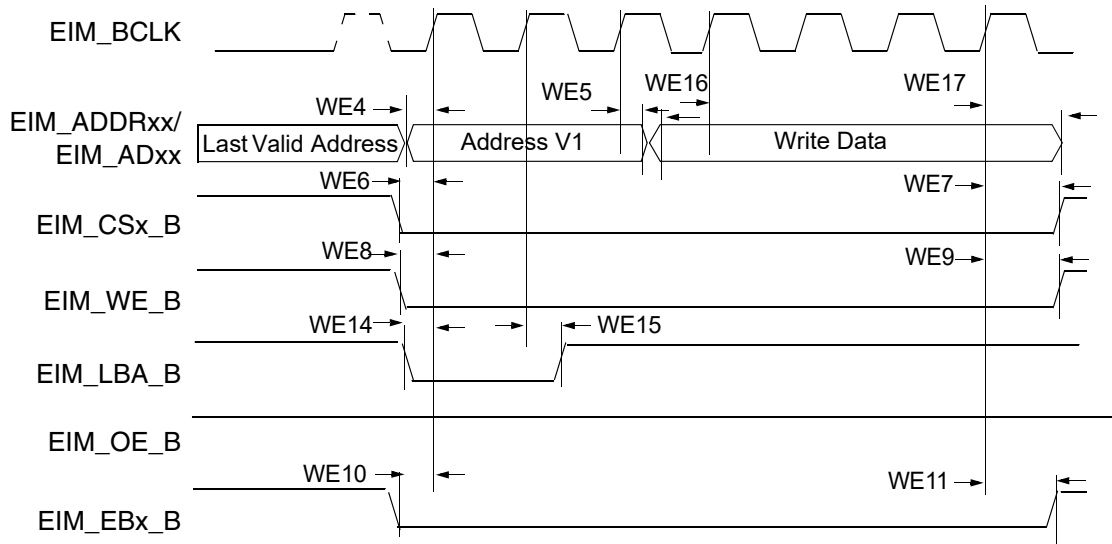 EIM_BCLK
WE4
WE5
WE16
WE17
EIM_ADDRxx/
EIM_ADxx
Last Valid Address
Address V1
Write Data
WE6
WE7
EIM_CSx_B
WE8
WE9
EIM_WE_B
WE14
WE15
EIM_LBA_B
EIM_OE_B
WE10
WE11
EIM_EBx_B